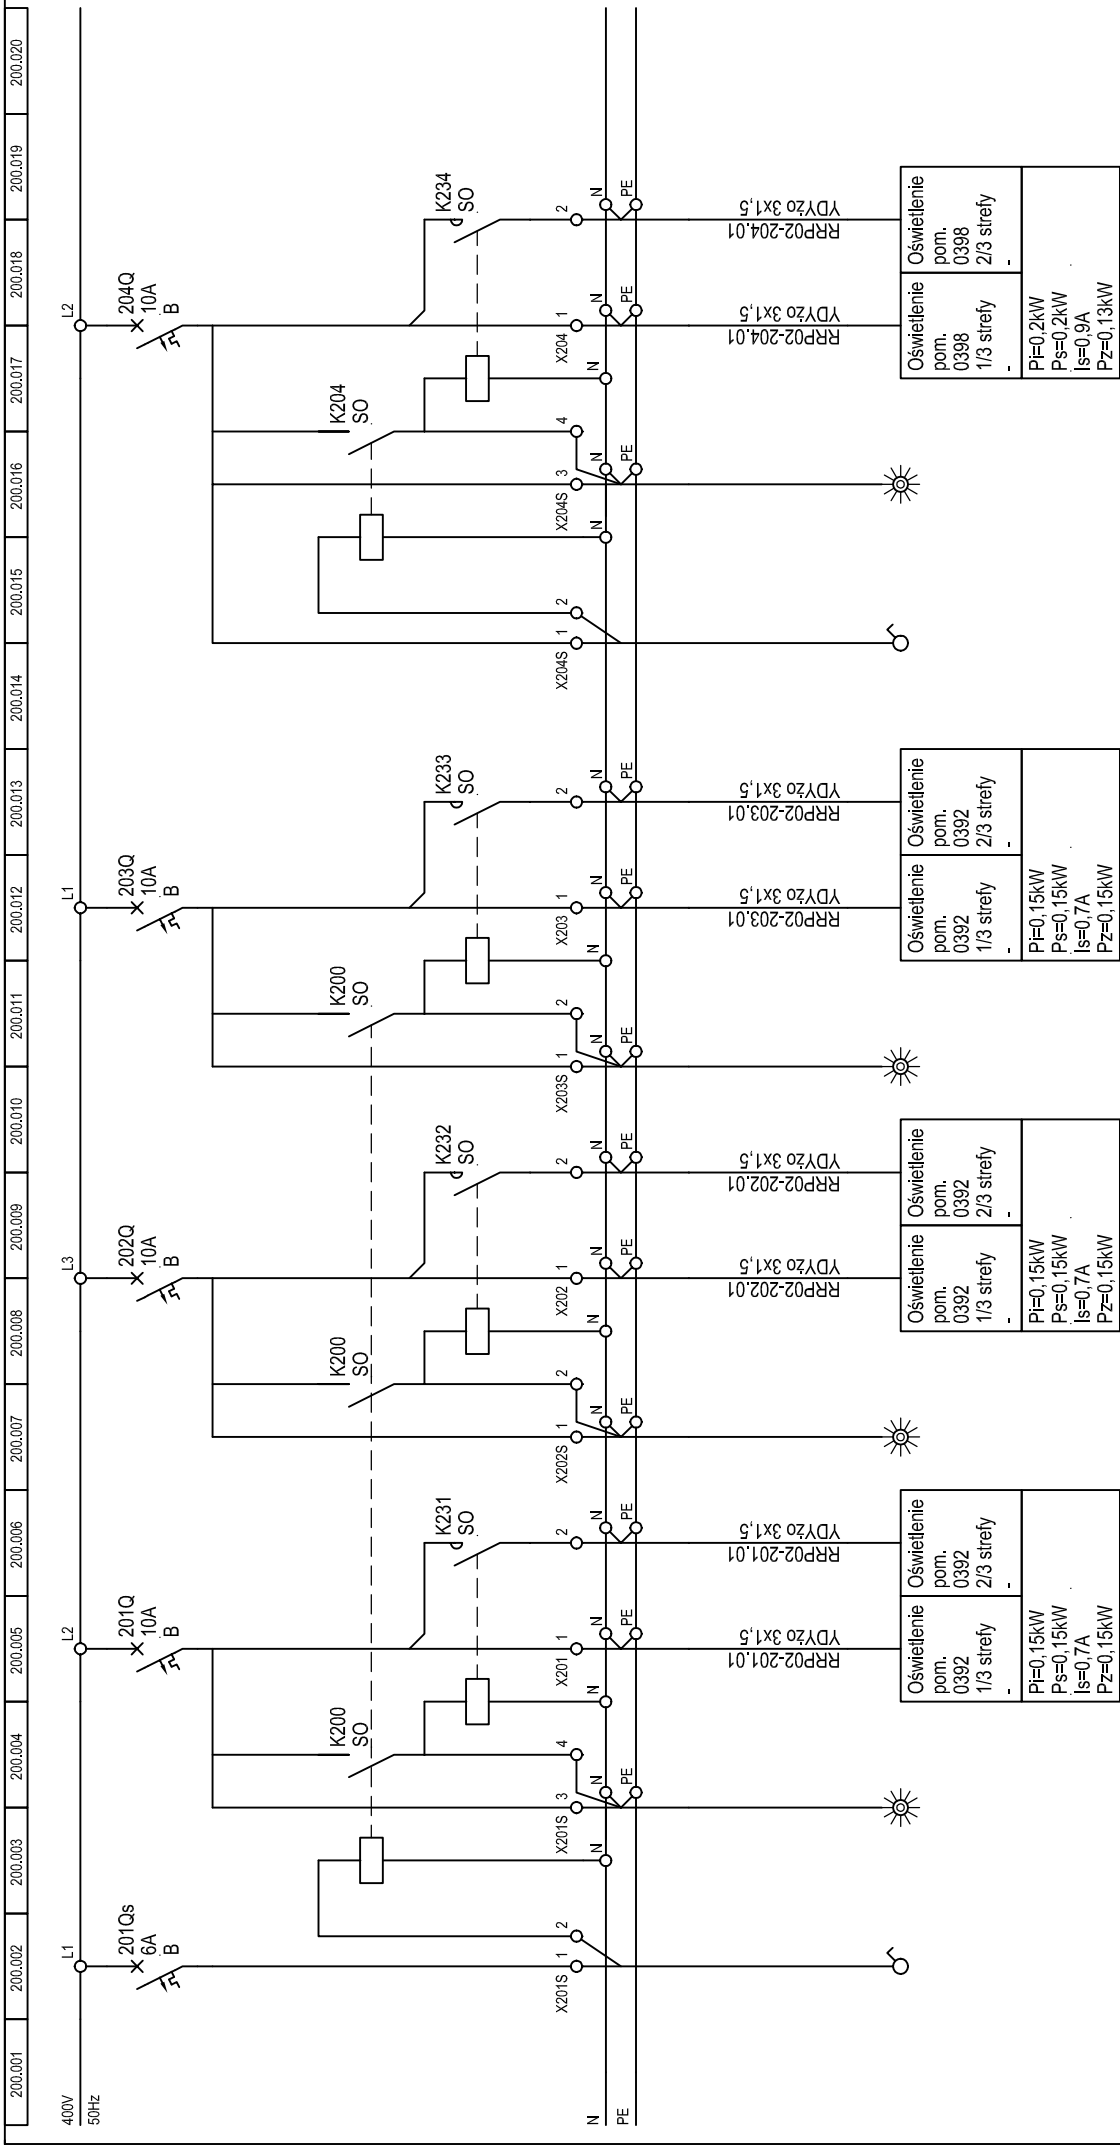 200.001 200.002 200.003 200.004 200.005 200.006 200.007 200.008 200.009 200.010 200.011 200.012 200.013 200.014 200.015 200.016 200.017 200.018 200.019 200.020
400V
50Hz
L1 L2 L3 L1 L2
201Qs
6A
B
201Q
10A
B
202Q
10A
B
203Q
10A
B
204Q
10A
B
K200
SO
K200
SO
K200
SO
K204
SO
K231
SO
K232
SO
K233
SO
K234
SO
X201S 1 2
X201S 3 4
X201 1 2
X202S 1 2
X202 1 2
X203S 1 2
X203 1 2
X204S 1 2
X204S 3 4
X204 1 2
N N N N N N N N N N N N N N N N N N
PE PE PE PE PE PE PE PE PE PE PE PE PE
RRP02-201.01
YDYżo 3x1,5
RRP02-201.01
YDYżo 3x1,5
RRP02-202.01
YDYżo 3x1,5
RRP02-202.01
YDYżo 3x1,5
RRP02-203.01
YDYżo 3x1,5
RRP02-203.01
YDYżo 3x1,5
RRP02-204.01
YDYżo 3x1,5
RRP02-204.01
YDYżo 3x1,5
Oświetlenie
pom.
0392
1/3 strefy
-
Oświetlenie
pom.
0392
2/3 strefy
-
Pi=0,15kW
Ps=0,15kW
Is=0,7A
Pz=0,15kW
Oświetlenie
pom.
0392
1/3 strefy
-
Oświetlenie
pom.
0392
2/3 strefy
-
Pi=0,15kW
Ps=0,15kW
Is=0,7A
Pz=0,15kW
Oświetlenie
pom.
0392
1/3 strefy
-
Oświetlenie
pom.
0392
2/3 strefy
-
Pi=0,15kW
Ps=0,15kW
Is=0,7A
Pz=0,15kW
Oświetlenie
pom.
0398
1/3 strefy
-
Oświetlenie
pom.
0398
2/3 strefy
-
Pi=0,2kW
Ps=0,2kW
Is=0,9A
Pz=0,13kW